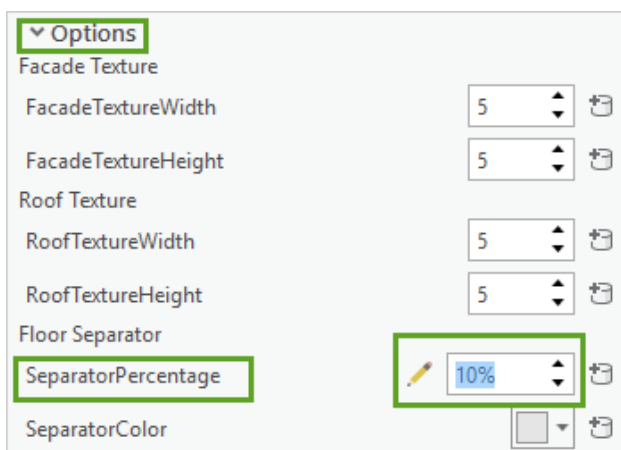 Options
Facade Texture
FacadeTextureWidth 5
FacadeTextureHeight 5
Roof Texture
RoofTextureWidth 5
RoofTextureHeight 5
Floor Separator
SeparatorPercentage 10%
SeparatorColor